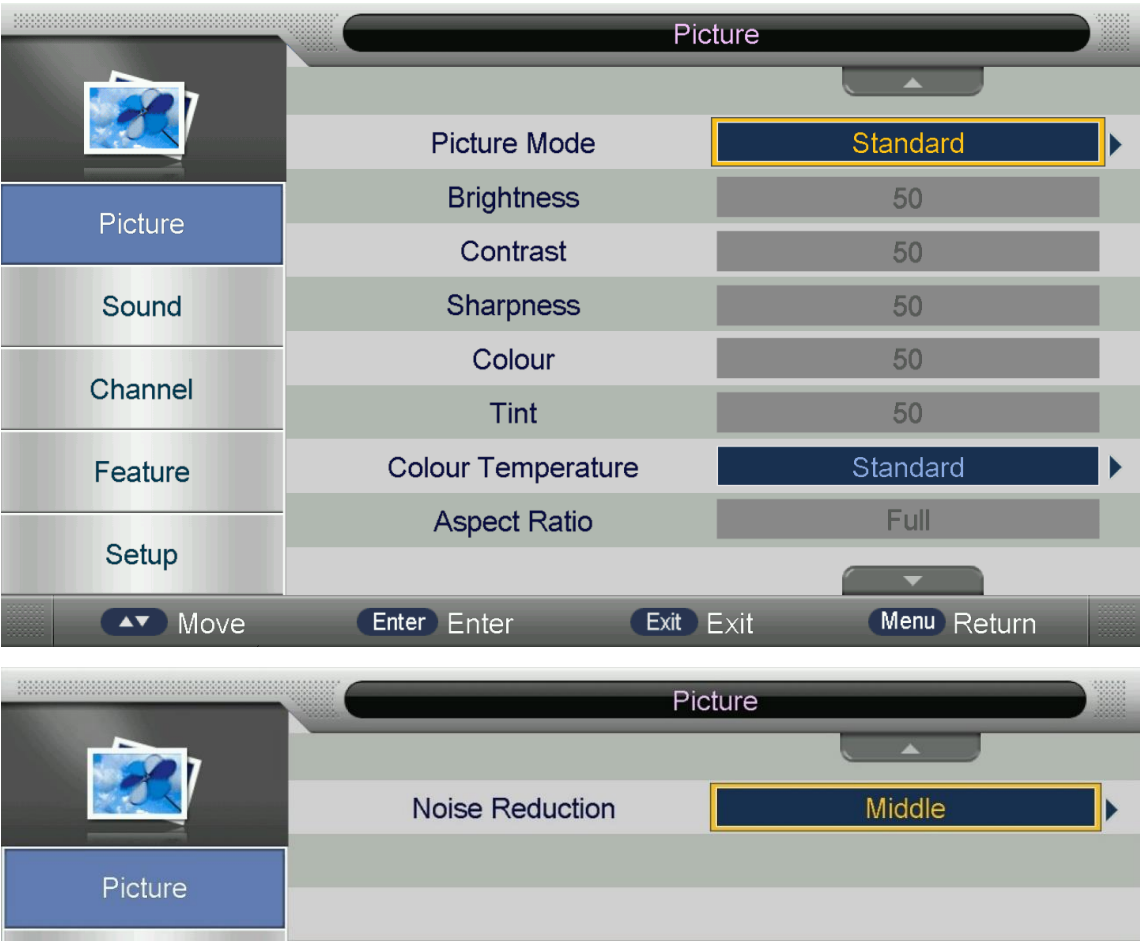 Picture
Picture Mode Standard
Brightness 50
Picture
Contrast 50
Sound
Sharpness 50
Colour 50
Channel
Tint 50
Feature
Colour Temperature Standard
Aspect Ratio Full
Setup
Move Enter Enter Exit Exit Menu Return
Picture
Noise Reduction Middle
Picture